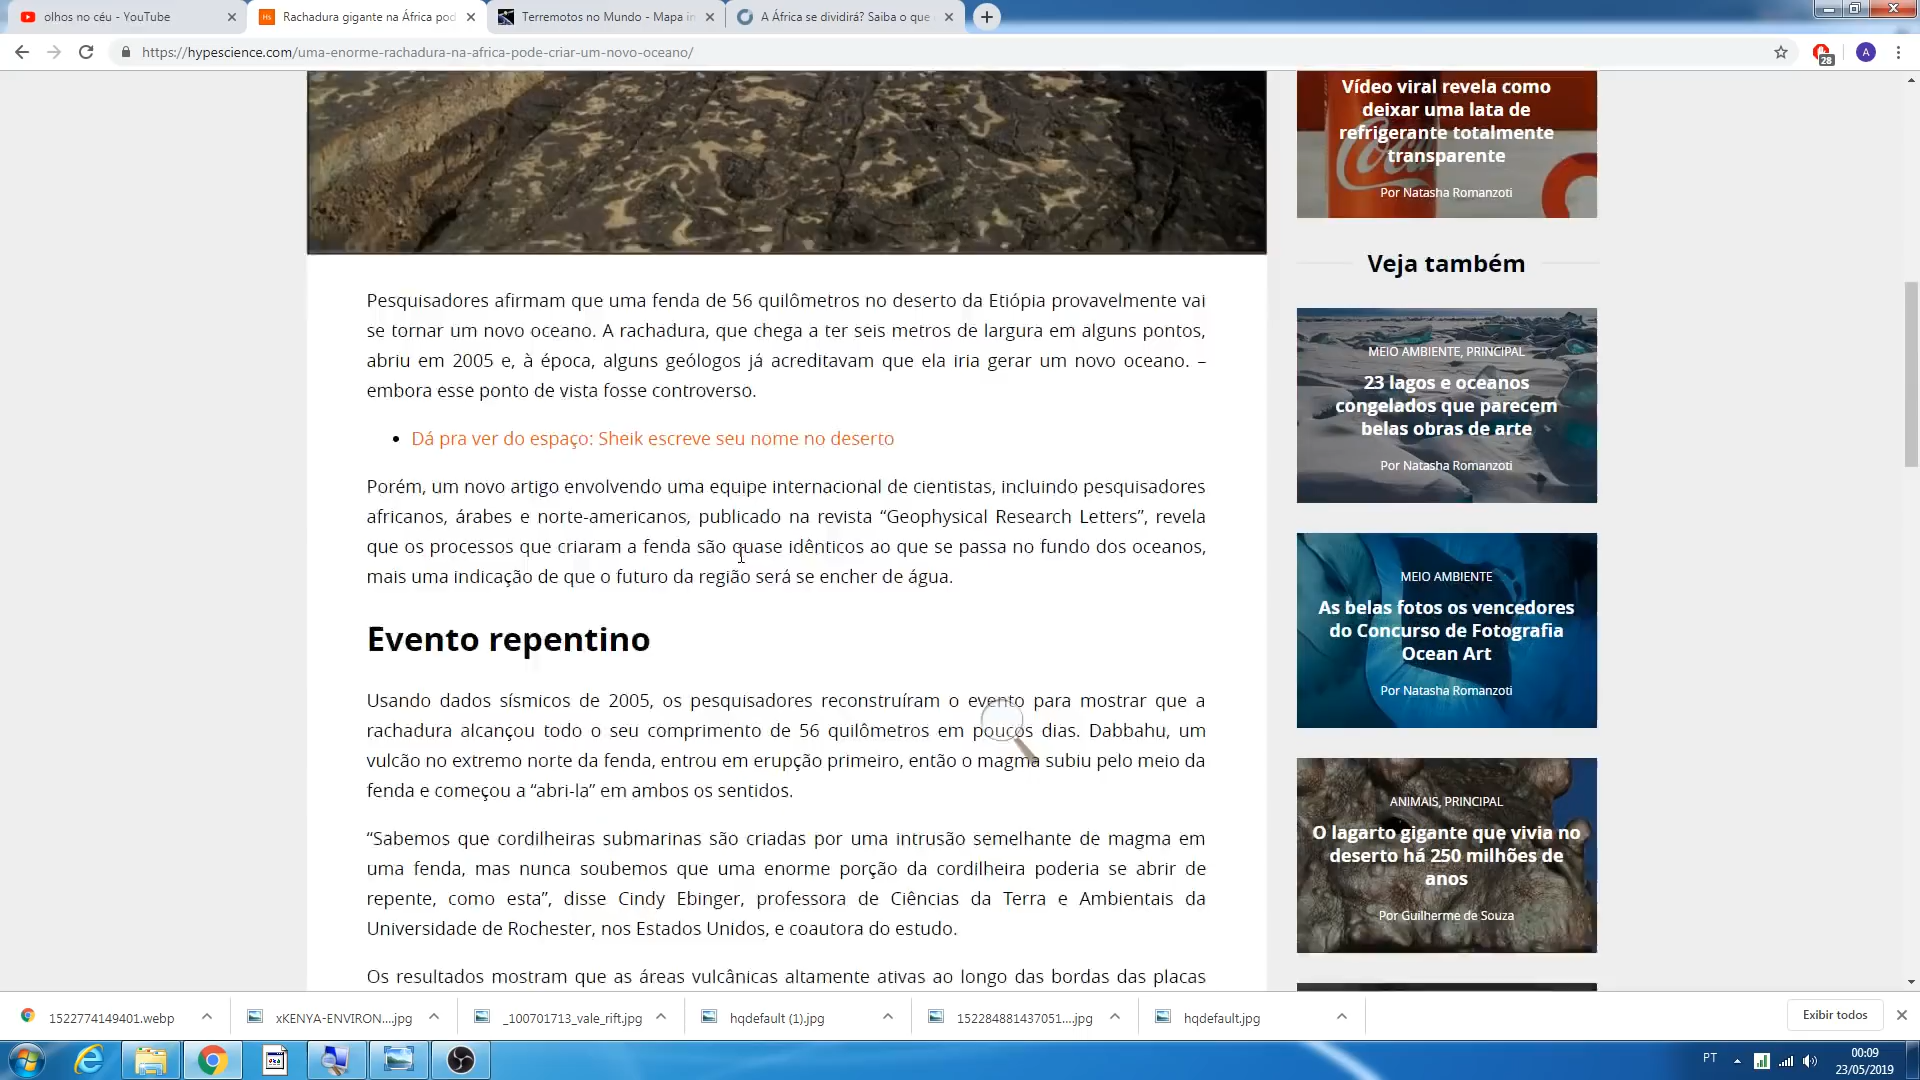 olhos no céu - YouTube
Rachadura gigante na África pod
Terremotos no Mundo - Mapa in
A África se dividirá? Saiba o que
https://hypescience.com/uma-enorme-rachadura-na-africa-pode-criar-um-novo-oceano/
28
A
Pesquisadores afirmam que uma fenda de 56 quilômetros no deserto da Etiópia provavelmente vai
se tornar um novo oceano. A rachadura, que chega a ter seis metros de largura em alguns pontos,
abriu em 2005 e, à época, alguns geólogos já acreditavam que ela iria gerar um novo oceano. –
embora esse ponto de vista fosse controverso.
Dá pra ver do espaço: Sheik escreve seu nome no deserto
Porém, um novo artigo envolvendo uma equipe internacional de cientistas, incluindo pesquisadores
africanos, árabes e norte-americanos, publicado na revista “Geophysical Research Letters”, revela
que os processos que criaram a fenda são quase idênticos ao que se passa no fundo dos oceanos,
mais uma indicação de que o futuro da região será se encher de água.
Evento repentino
Usando dados sísmicos de 2005, os pesquisadores reconstruíram o evento para mostrar que a
rachadura alcançou todo o seu comprimento de 56 quilômetros em poucos dias. Dabbahu, um
vulcão no extremo norte da fenda, entrou em erupção primeiro, então o magma subiu pelo meio da
fenda e começou a “abri-la” em ambos os sentidos.
“Sabemos que cordilheiras submarinas são criadas por uma intrusão semelhante de magma em
uma fenda, mas nunca soubemos que uma enorme porção da cordilheira poderia se abrir de
repente, como esta”, disse Cindy Ebinger, professora de Ciências da Terra e Ambientais da
Universidade de Rochester, nos Estados Unidos, e coautora do estudo.
Os resultados mostram que as áreas vulcânicas altamente ativas ao longo das bordas das placas
Vídeo viral revela como
deixar uma lata de
refrigerante totalmente
transparente
Por Natasha Romanzoti
Veja também
MEIO AMBIENTE, PRINCIPAL
23 lagos e oceanos
congelados que parecem
belas obras de arte
Por Natasha Romanzoti
MEIO AMBIENTE
As belas fotos os vencedores
do Concurso de Fotografia
Ocean Art
Por Natasha Romanzoti
ANIMAIS, PRINCIPAL
O lagarto gigante que vivia no
deserto há 250 milhões de
anos
Por Guilherme de Souza
1522774149401.webp
xKENYA-ENVIRON....jpg
_100701713_vale_rift.jpg
hqdefault (1).jpg
152284881437051....jpg
hqdefault.jpg
Exibir todos
PT
00:09
23/05/2019